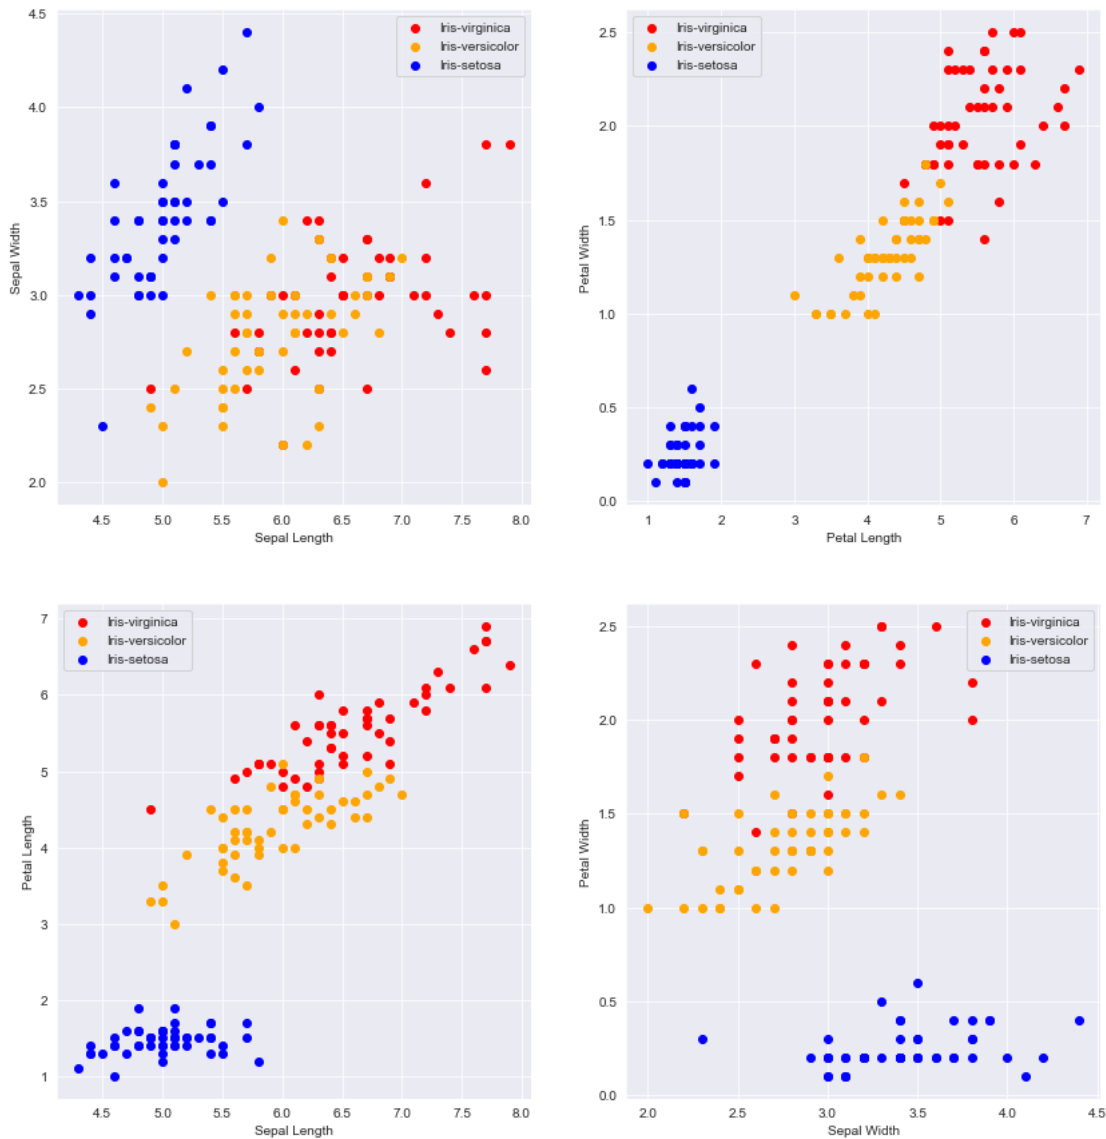 4.5
4.0
3.5
3.0
2.5
2.0
Sepal Width
Iris-virginica
Iris-versicolor
Iris-setosa
4.5 5.0 5.5 6.0 6.5 7.0 7.5 8.0
Sepal Length
2.5
2.0
1.5
1.0
0.5
0.0
Petal Width
Iris-virginica
Iris-versicolor
Iris-setosa
1 2 3 4 5 6 7
Petal Length
7
6
5
4
3
2
1
Petal Length
Iris-virginica
Iris-versicolor
Iris-setosa
4.5 5.0 5.5 6.0 6.5 7.0 7.5 8.0
Sepal Length
2.5
2.0
1.5
1.0
0.5
0.0
Petal Width
Iris-virginica
Iris-versicolor
Iris-setosa
2.0 2.5 3.0 3.5 4.0 4.5
Sepal Width